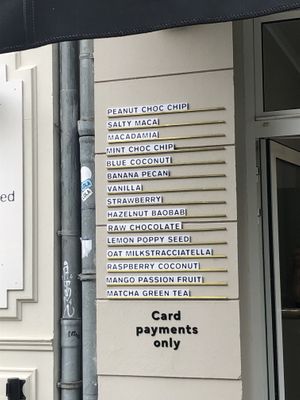 PEANUT CHOC CHIP
SALTY MACA
MACADAMIA
MINT CHOC CHIP
BLUE COCONUT
BANANA PECAN
VANILLA
STRAWBERRY
HAZELNUT BAOBAB
RAW CHOCOLATE
LEMON POPPY SEED
OAT MILKSTRACCIATELLA
RASPBERRY COCONUT
MANGO PASSION FRUIT
MATCHA GREEN TEA
Card
payments
only